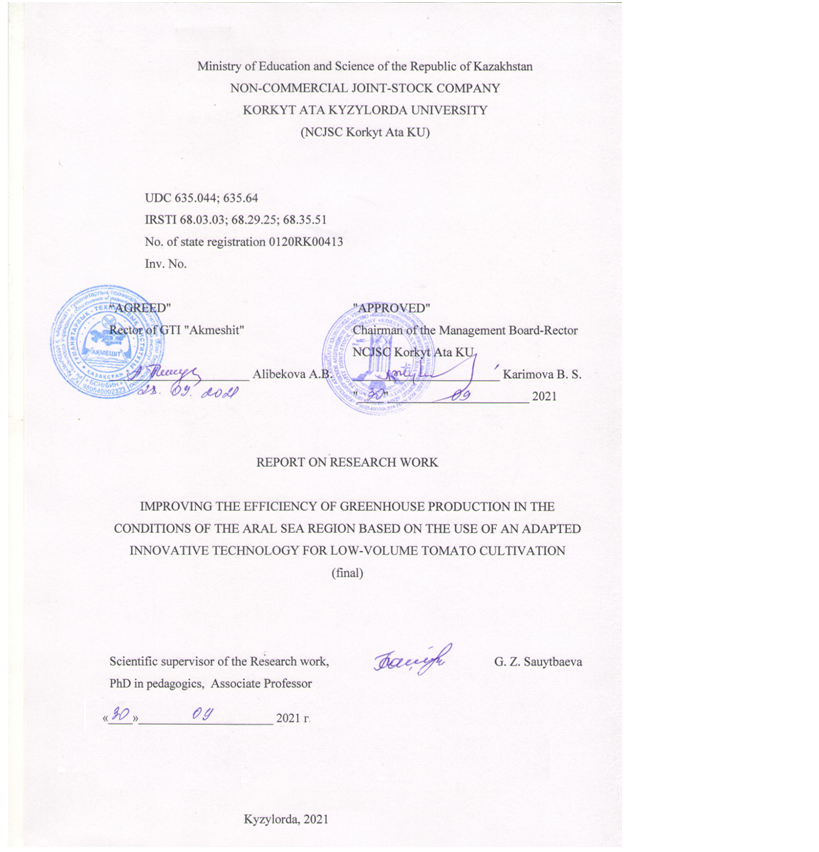 Ministry of Education and Science of the Republic of Kazakhstan
NON-COMMERCIAL JOINT-STOCK COMPANY
KORKYT ATA KYZYLORDA UNIVERSITY
(NCJSC Korkyt Ata KU)
UDC 635.044; 635.64
IRSTI 68.03.03; 68.29.25; 68.35.51
No. of state registration 0120RK00413
Inv. No.
"AGREED"
Rector of GTI "Akmeshit"
Alibekova A.B.
28. 09. 2021
"APPROVED"
Chairman of the Management Board-Rector
NCJSC Korkyt Ata KU
Karimova B. S.
"30" 09 2021
REPORT ON RESEARCH WORK
IMPROVING THE EFFICIENCY OF GREENHOUSE PRODUCTION IN THE
CONDITIONS OF THE ARAL SEA REGION BASED ON THE USE OF AN ADAPTED
INNOVATIVE TECHNOLOGY FOR LOW-VOLUME TOMATO CULTIVATION
(final)
Scientific supervisor of the Research work,
PhD in pedagogics, Associate Professor
G. Z. Sauytbaeva
«30» 09 2021 г.
Kyzylorda, 2021